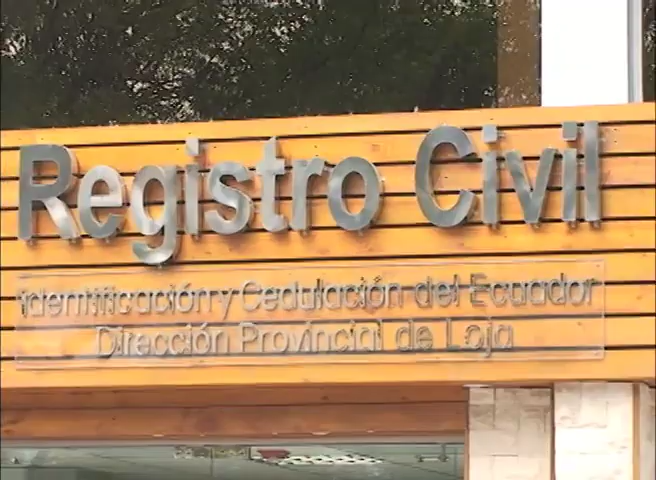 Registro Civil
identificación y Cedulación del Ecuador
Dirección Provincial de Loja